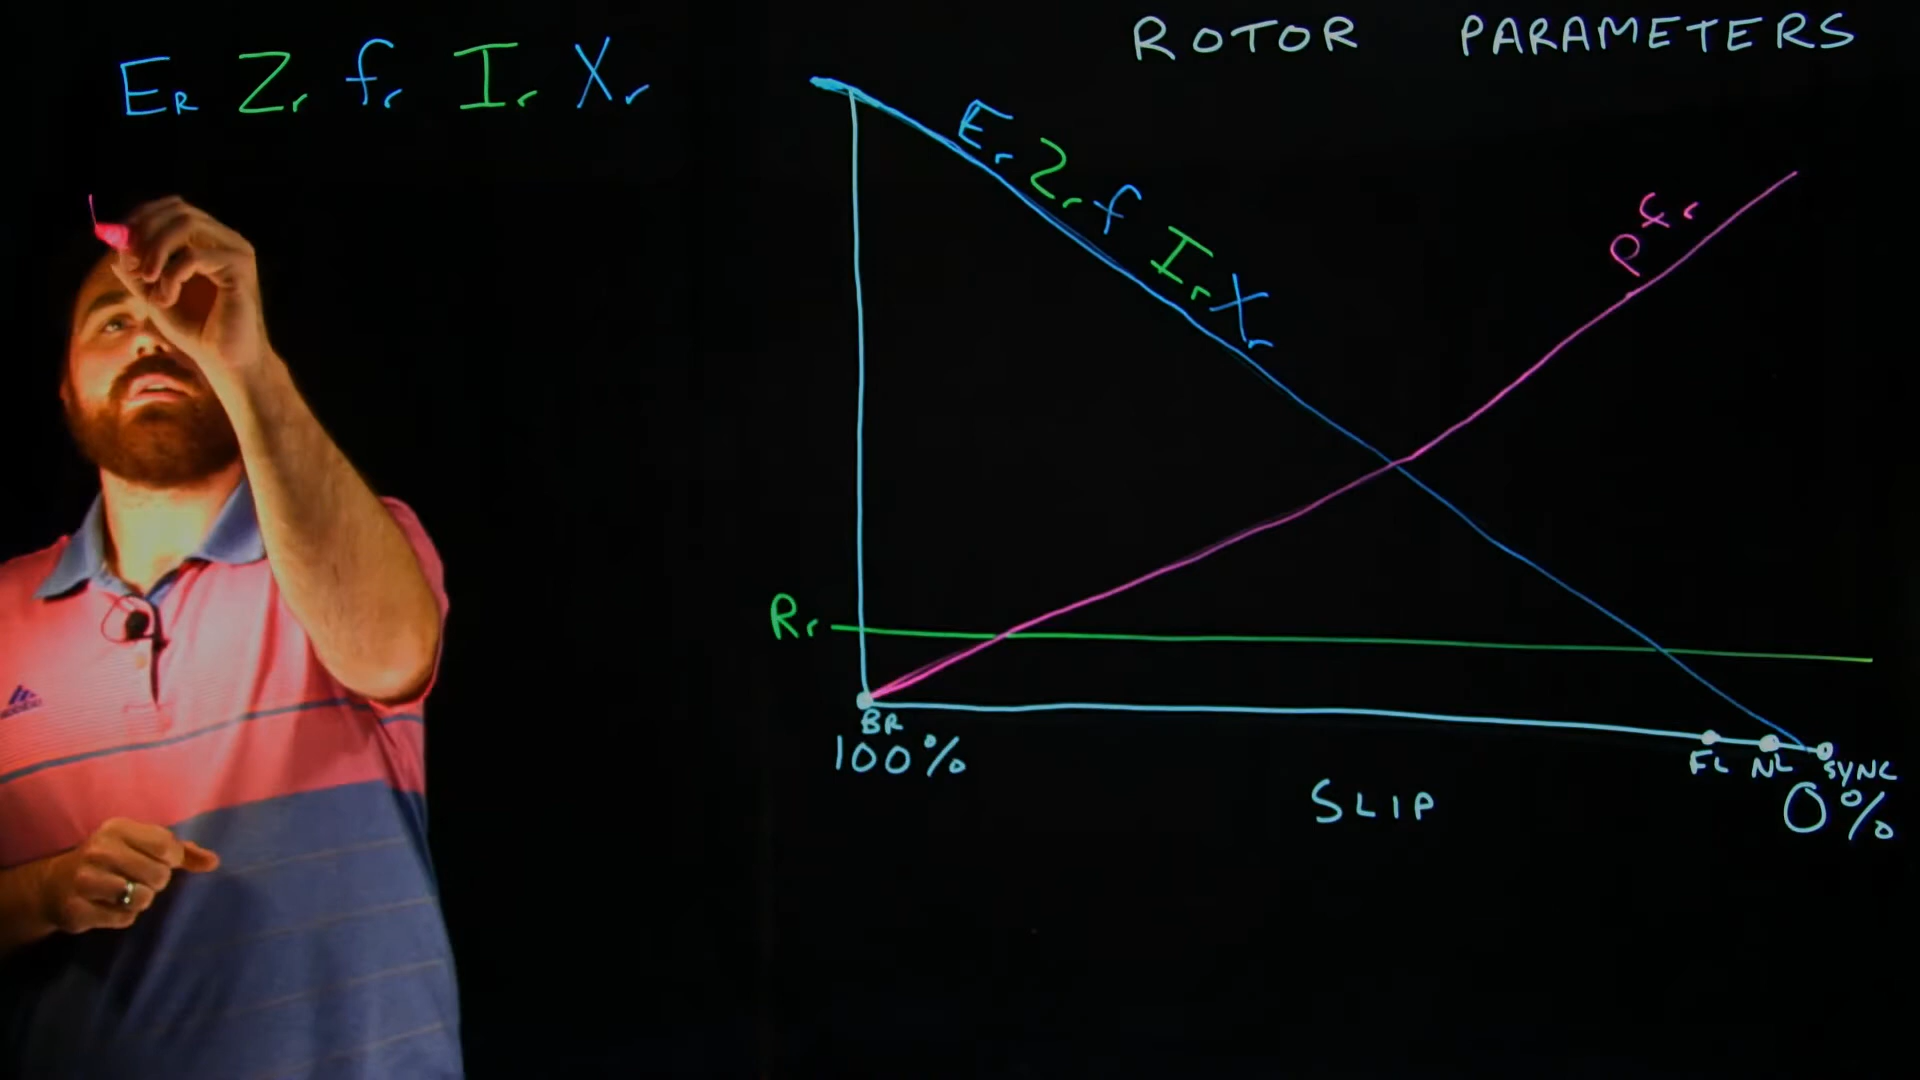 ROTOR PARAMETERS
ER Zr fr Ir Xr
Er Zr f Ir Xr
Pfr
Rr
BR
100%
FL NL SYNC
0%
SLIP
adidas